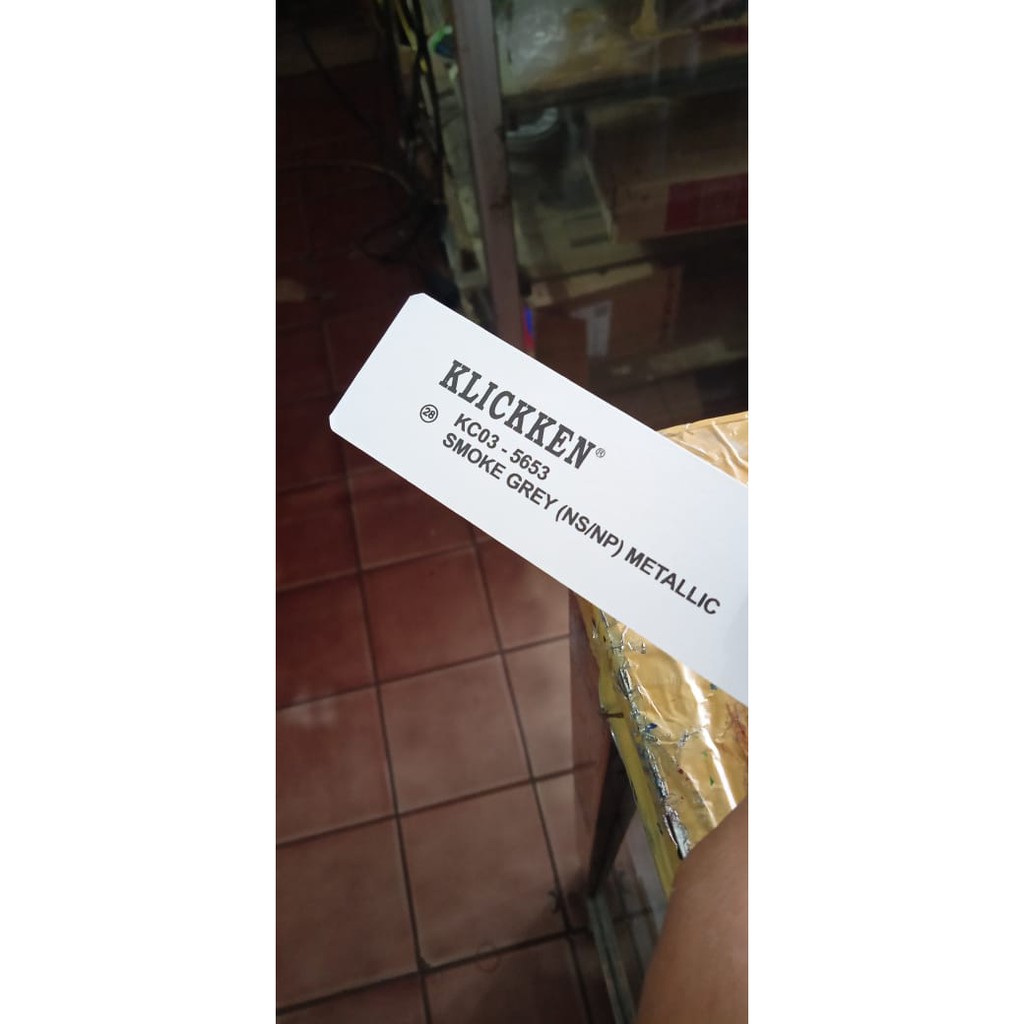 KLICKKEN®
28 KC03 - 5653
SMOKE GREY (NS/NP) METALLIC